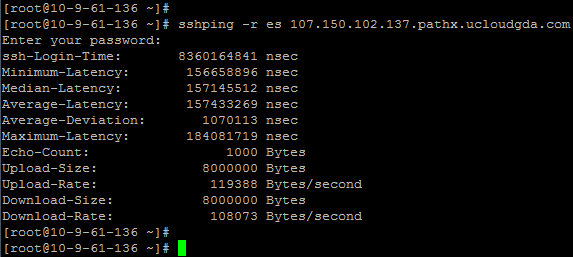 [root@10-9-61-136 ~]#
[root@10-9-61-136 ~]# sshping -r es 107.150.102.137.pathx.ucloudgda.com
Enter your password:
ssh-Login-Time:        8360164841 nsec
Minimum-Latency:        156658896 nsec
Median-Latency:         157145512 nsec
Average-Latency:        157433269 nsec
Average-Deviation:        1070113 nsec
Maximum-Latency:        184081719 nsec
Echo-Count:                  1000 Bytes
Upload-Size:              8000000 Bytes
Upload-Rate:               119388 Bytes/second
Download-Size:            8000000 Bytes
Download-Rate:             108073 Bytes/second
[root@10-9-61-136 ~]#
[root@10-9-61-136 ~]#